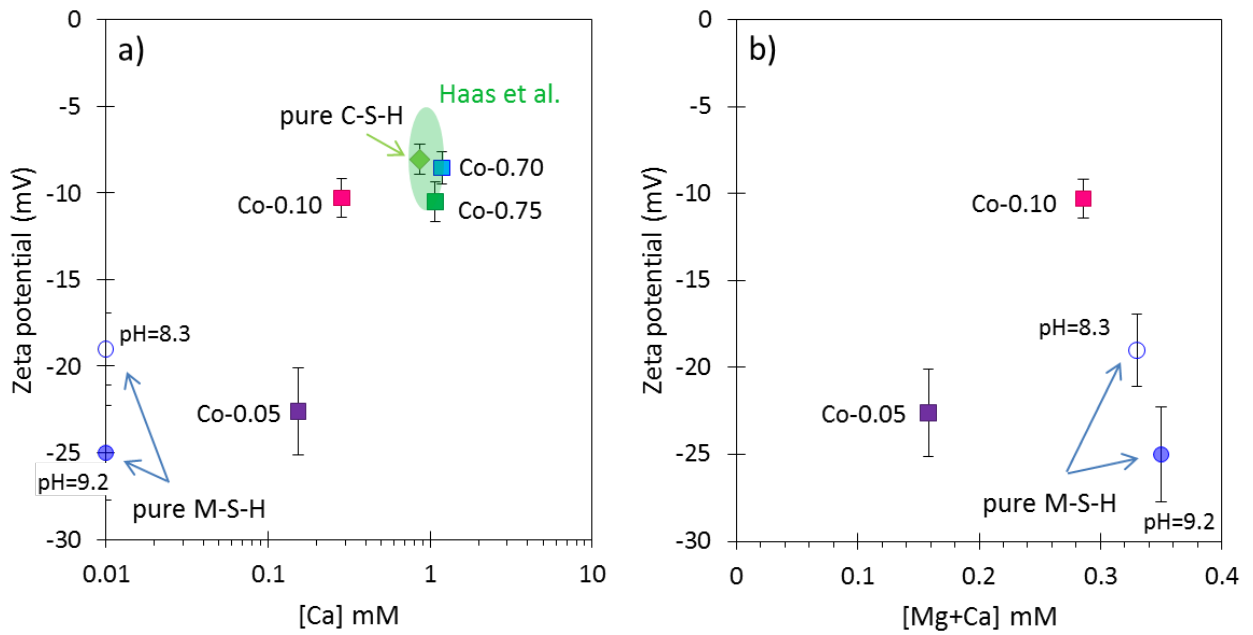 a)
Zeta potential (mV)
0
-5
-10
-15
-20
-25
-30
Haas et al.
pure C-S-H
Co-0.70
Co-0.10
Co-0.75
pH=8.3
Co-0.05
pH=9.2
pure M-S-H
0.01
0.1
1
10
[Ca] mM
b)
Zeta potential (mV)
0
-5
-10
-15
-20
-25
-30
Co-0.10
pH=8.3
Co-0.05
pure M-S-H
pH=9.2
0
0.1
0.2
0.3
0.4
[Mg+Ca] mM